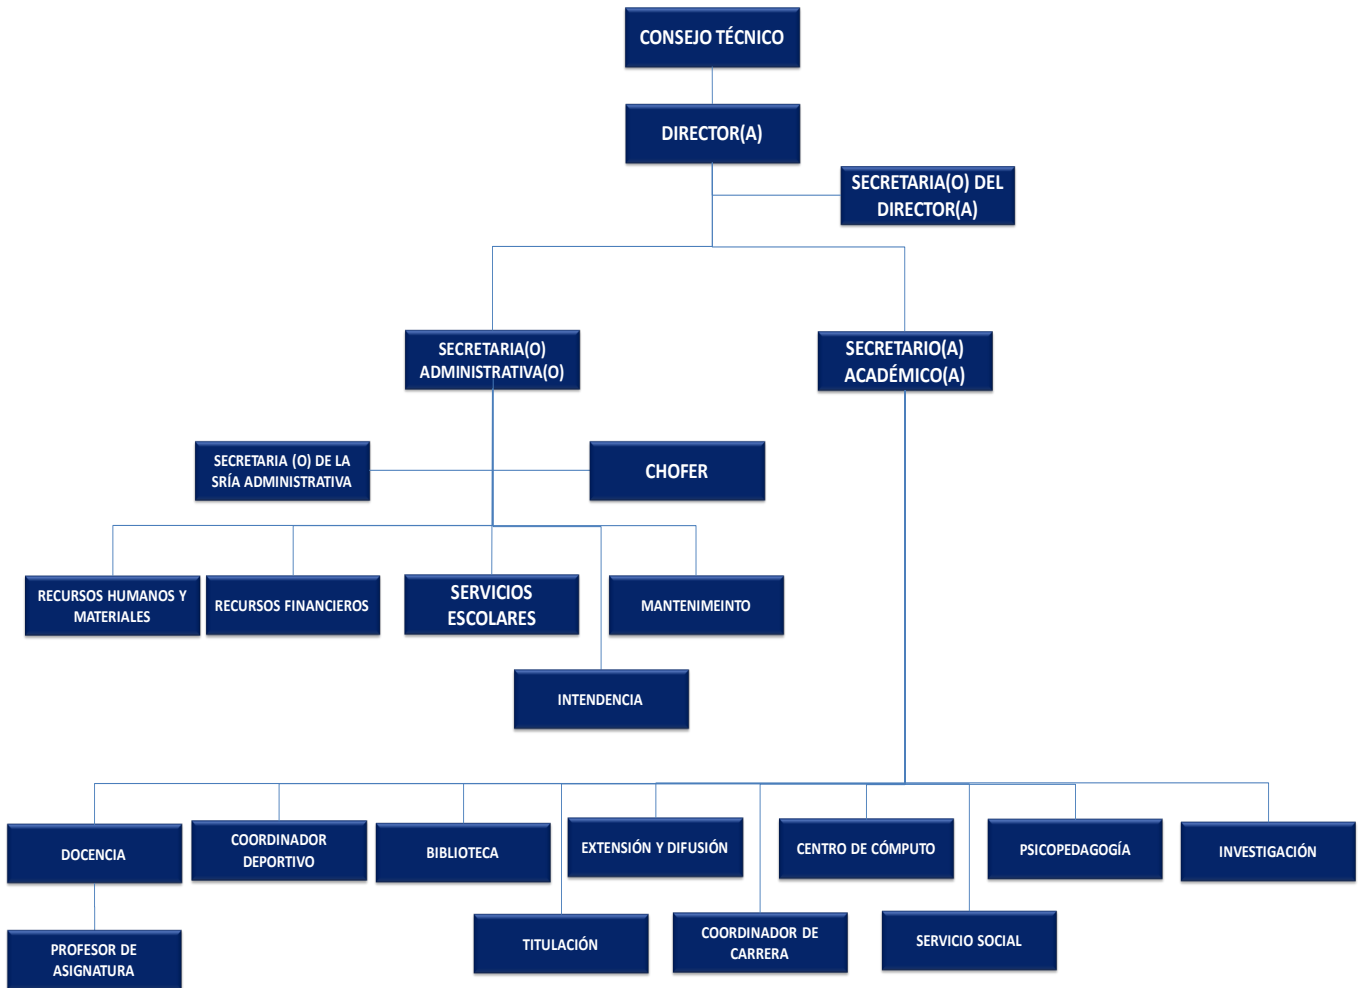 CONSEJO TÉCNICO
DIRECTOR(A)
SECRETARIA(O) DEL
DIRECTOR(A)
SECRETARIA(O)
ADMINISTRATIVA(O)
SECRETARIO(A)
ACADÉMICO(A)
SECRETARIA (O) DE LA
SRÍA ADMINISTRATIVA
CHOFER
RECURSOS HUMANOS Y
MATERIALES
RECURSOS FINANCIEROS
SERVICIOS
ESCOLARES
MANTENIMEINTO
INTENDENCIA
DOCENCIA
COORDINADOR
DEPORTIVO
BIBLIOTECA
EXTENSIÓN Y DIFUSIÓN
CENTRO DE CÓMPUTO
PSICOPEDAGOGÍA
INVESTIGACIÓN
PROFESOR DE
ASIGNATURA
TITULACIÓN
COORDINADOR DE
CARRERA
SERVICIO SOCIAL